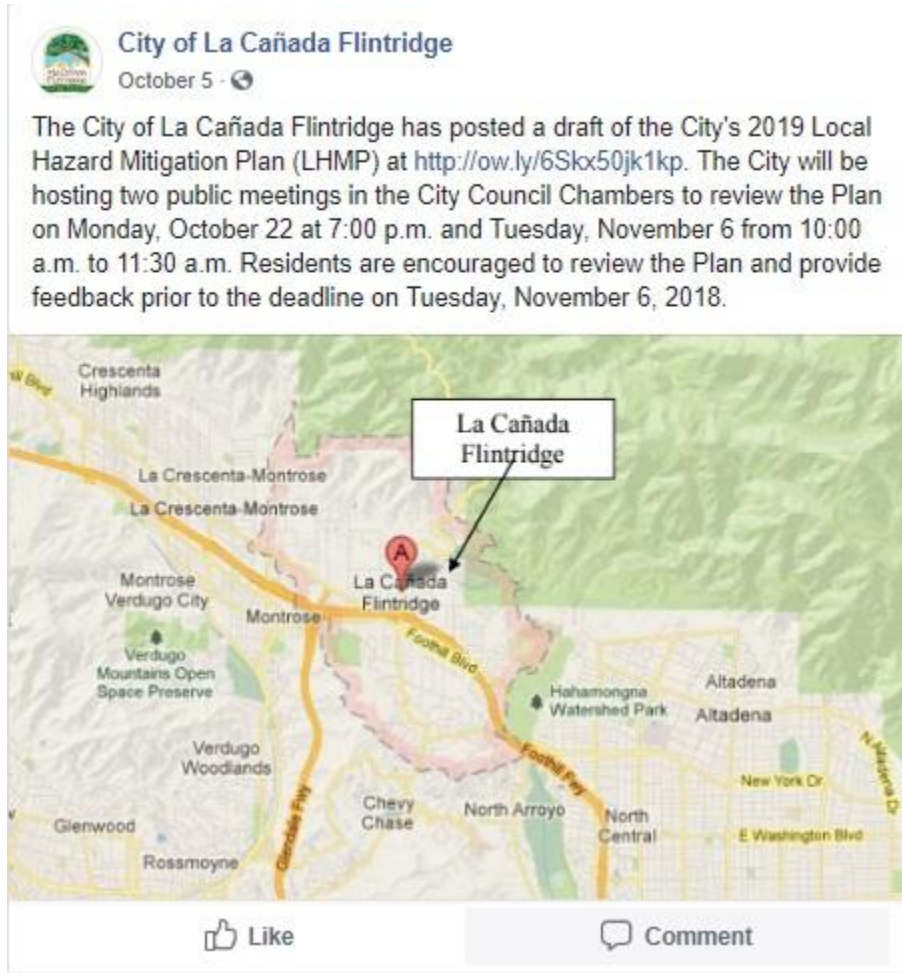 City of La Cañada Flintridge
October 5 ·
The City of La Cañada Flintridge has posted a draft of the City's 2019 Local
Hazard Mitigation Plan (LHMP) at http://ow.ly/6Skx50jk1kp. The City will be
hosting two public meetings in the City Council Chambers to review the Plan
on Monday, October 22 at 7:00 p.m. and Tuesday, November 6 from 10:00
a.m. to 11:30 a.m. Residents are encouraged to review the Plan and provide
feedback prior to the deadline on Tuesday, November 6, 2018.
Crescenta
Highlands
Blvd
La Cañada
Flintridge
La Crescenta-Montrose
La Crescenta-Montrose
A
La Cañada
Flintridge
Montrose
Verdugo City
Montrose
Foothill Blvd
Verdugo
Mountains Open
Space Preserve
Hahamongna
Watershed Park
Altadena
Altadena
N Altadena Dr
Verdugo
Woodlands
Foothill Fwy
New York Dr
Glendale Fwy
Chevy
Chase
North Arroyo
North
Central
E Washington Blvd
Glenwood
Rossmoyne
Like
Comment